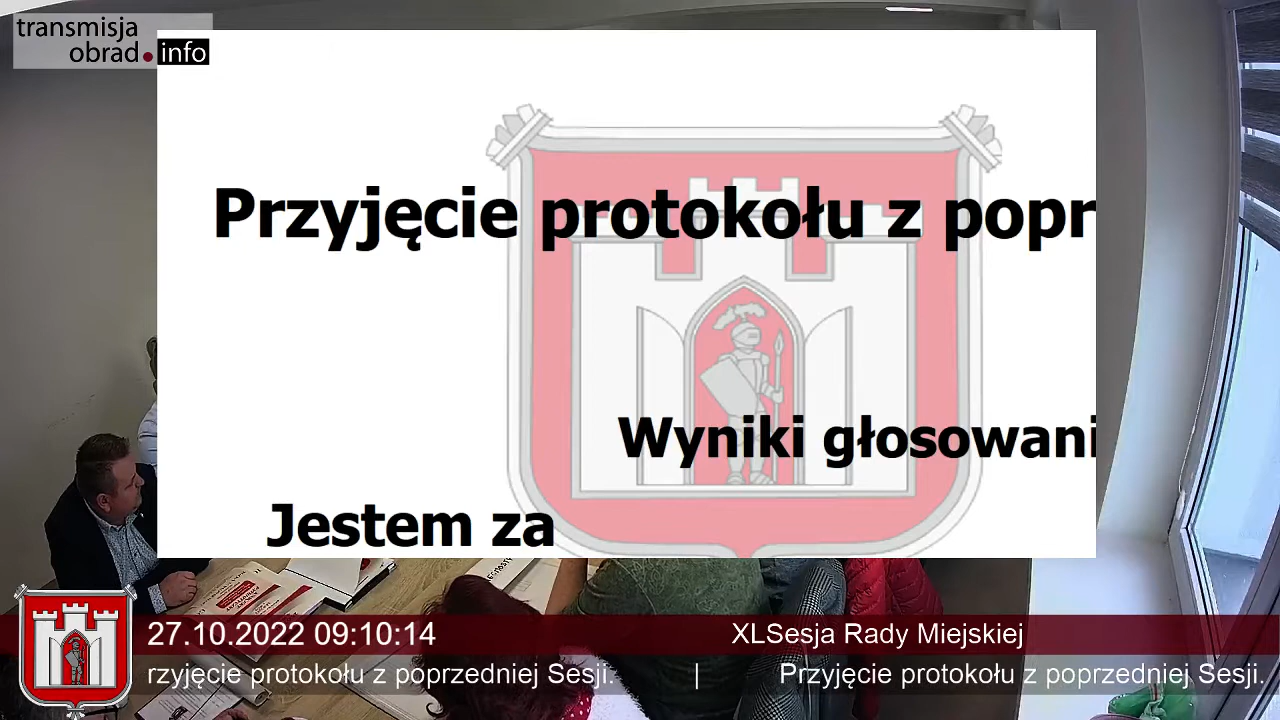 transmisja
obrad.info
Przyjęcie protokołu z popr
Wyniki głosowani
Jestem za
27.10.2022 09:10:14
XLSesja Rady Miejskiej
rzyjęcie protokołu z poprzedniej Sesji. | Przyjęcie protokołu z poprzedniej Sesji.